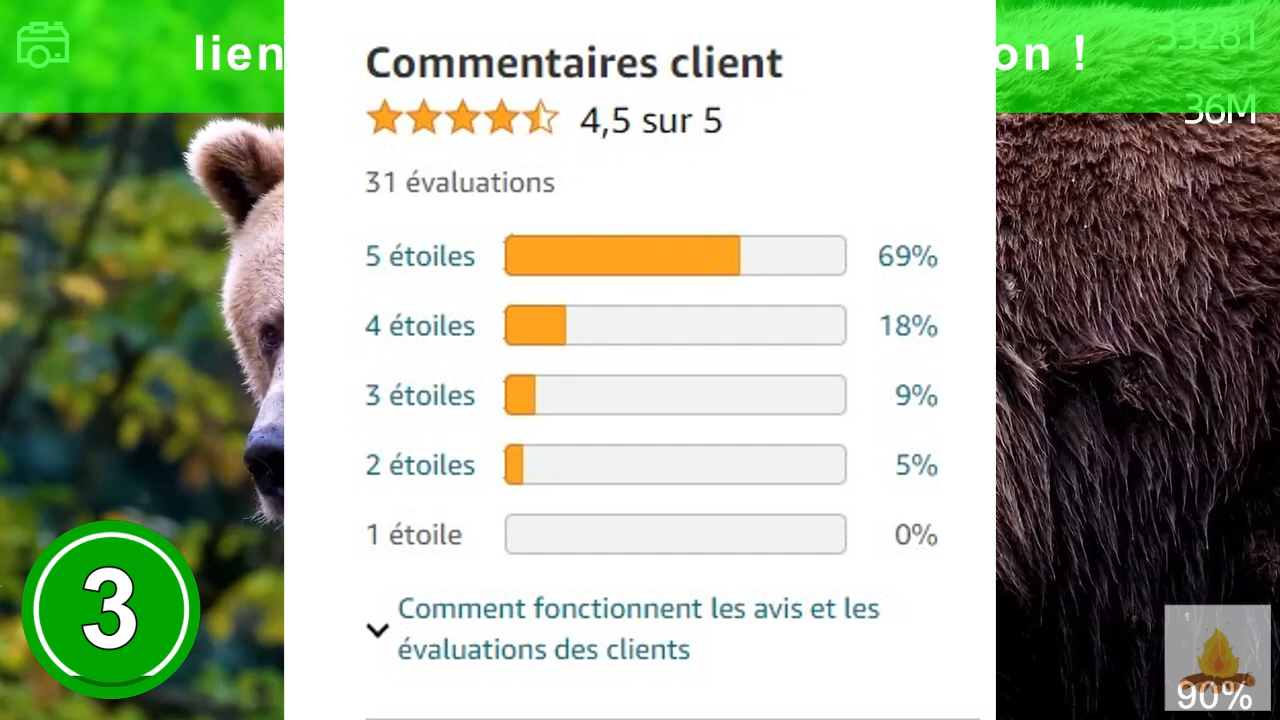 lien
on !
33281
36M
Commentaires client
4,5 sur 5
31 évaluations
5 étoiles 69%
4 étoiles 18%
3 étoiles 9%
2 étoiles 5%
1 étoile 0%
Comment fonctionnent les avis et les
évaluations des clients
3
90%